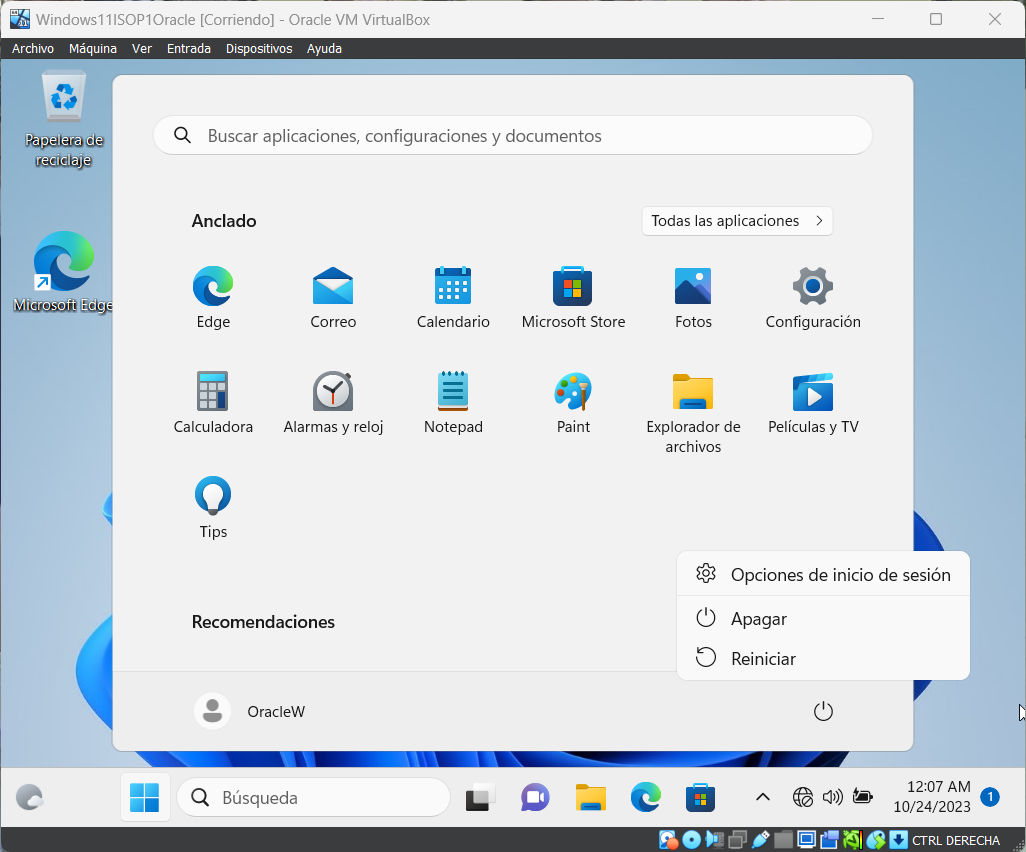 Windows11ISOP1Oracle [Corriendo] - Oracle VM VirtualBox
Archivo Máquina Ver Entrada Dispositivos Ayuda
Papelera de
reciclaje
Microsoft Edge
Buscar aplicaciones, configuraciones y documentos
Anclado
Todas las aplicaciones
Edge Correo Calendario Microsoft Store Fotos Configuración
Calculadora Alarmas y reloj Notepad Paint Explorador de archivos Películas y TV
Tips
Recomendaciones
Opciones de inicio de sesión
Apagar
Reiniciar
OracleW
Búsqueda
12:07 AM
10/24/2023
1
CTRL DERECHA